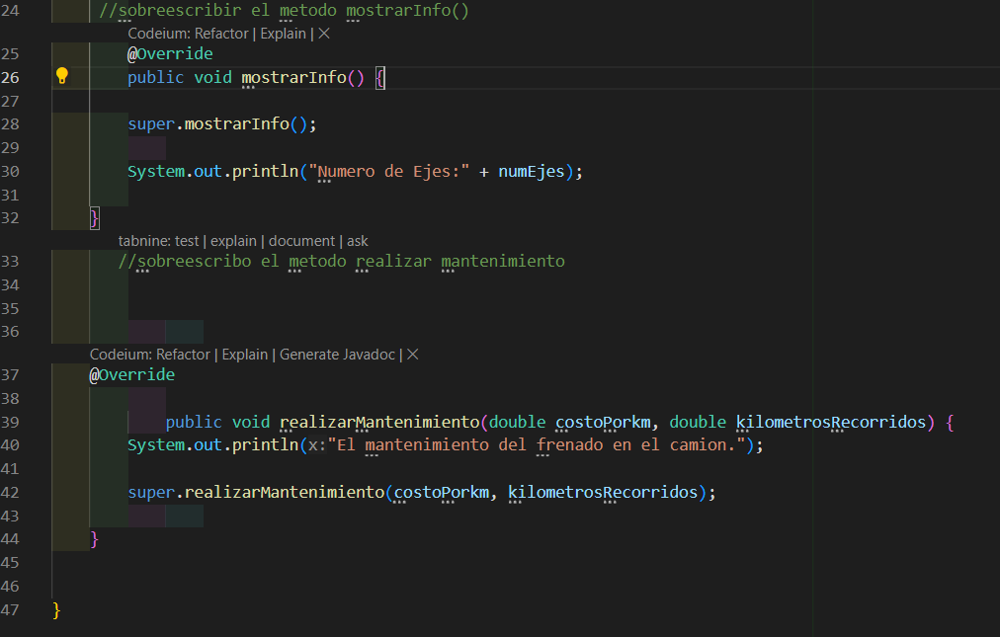 24 //sobreescribir el metodo mostrarInfo()
Codeium: Refactor | Explain | ×
25 @Override
26 public void mostrarInfo() {
27
28 super.mostrarInfo();
29
30 System.out.println("Numero de Ejes:" + numEjes);
31
32 }
tabnine: test | explain | document | ask
33 //sobreescribo el metodo realizar mantenimiento
34
35
36
Codeium: Refactor | Explain | Generate Javadoc | ×
37 @Override
38
39 public void realizarMantenimiento(double costoPorkm, double kilometrosRecorridos) {
40 System.out.println(x:"El mantenimiento del frenado en el camion.");
41
42 super.realizarMantenimiento(costoPorkm, kilometrosRecorridos);
43
44 }
45
46
47 }